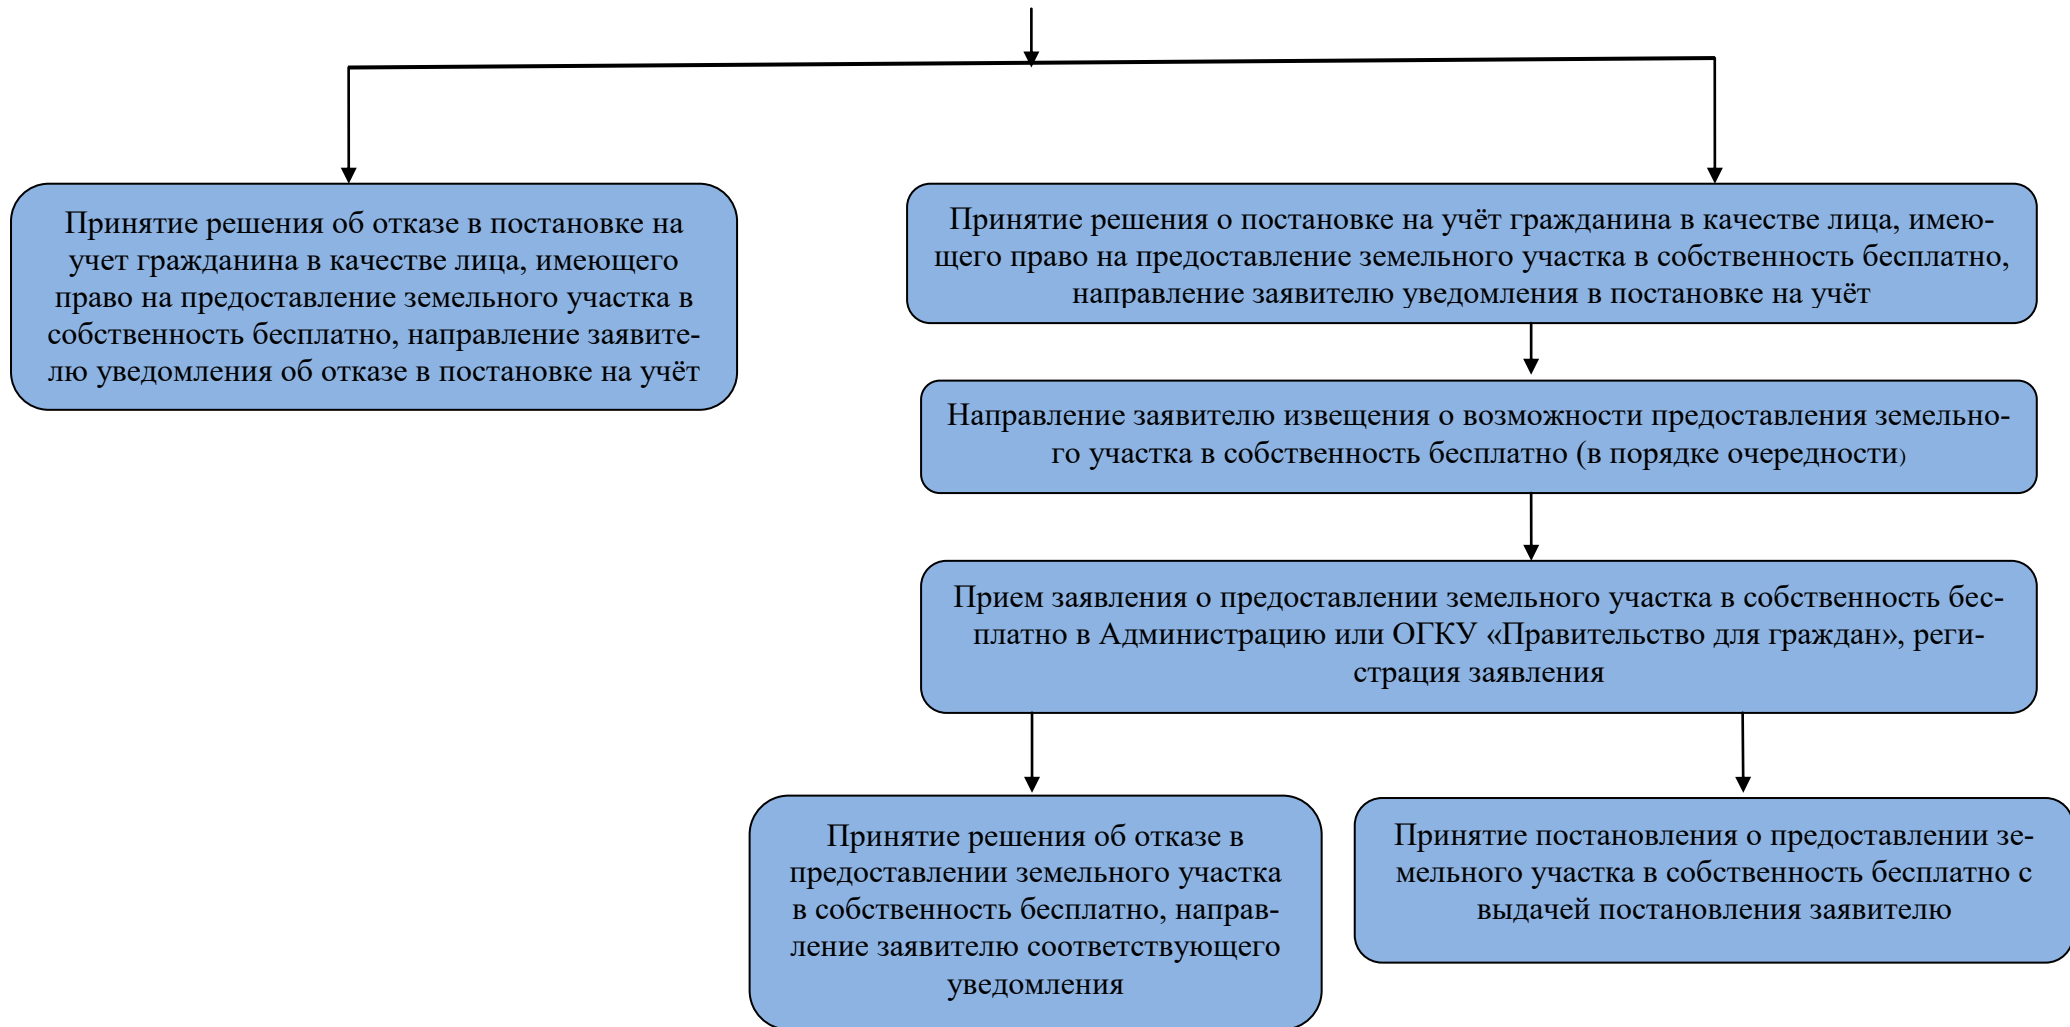 Принятие решения об отказе в постановке на
учет гражданина в качестве лица, имеющего
право на предоставление земельного участка в
собственность бесплатно, направление заявите-
лю уведомления об отказе в постановке на учёт
Принятие решения о постановке на учёт гражданина в качестве лица, имею-
щего право на предоставление земельного участка в собственность бесплатно,
направление заявителю уведомления в постановке на учёт
Направление заявителю извещения о возможности предоставления земельно-
го участка в собственность бесплатно (в порядке очередности)
Прием заявления о предоставлении земельного участка в собственность бес-
платно в Администрацию или ОГКУ «Правительство для граждан», реги-
страция заявления
Принятие решения об отказе в
предоставлении земельного участка
в собственность бесплатно, направ-
ление заявителю соответствующего
уведомления
Принятие постановления о предоставлении зе-
мельного участка в собственность бесплатно с
выдачей постановления заявителю